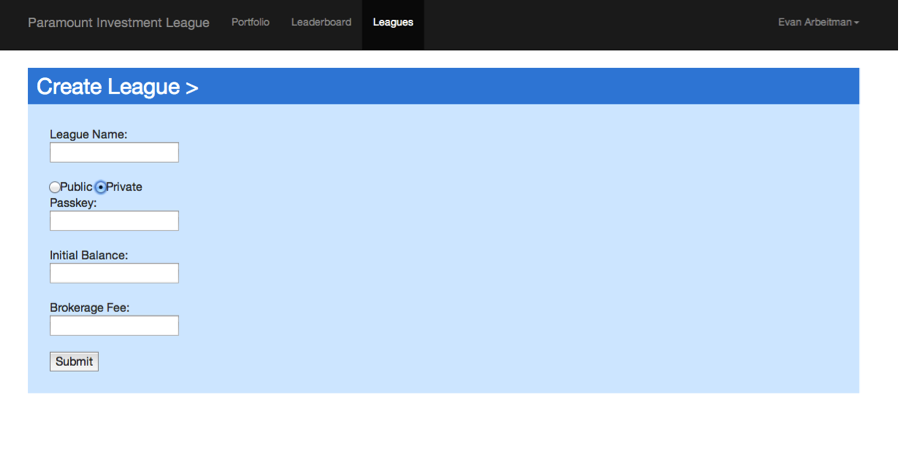 Paramount Investment League Portfolio Leaderboard Leagues Evan Arbeitman
Create League >
League Name:
Public Private
Passkey:
Initial Balance:
Brokerage Fee:
Submit